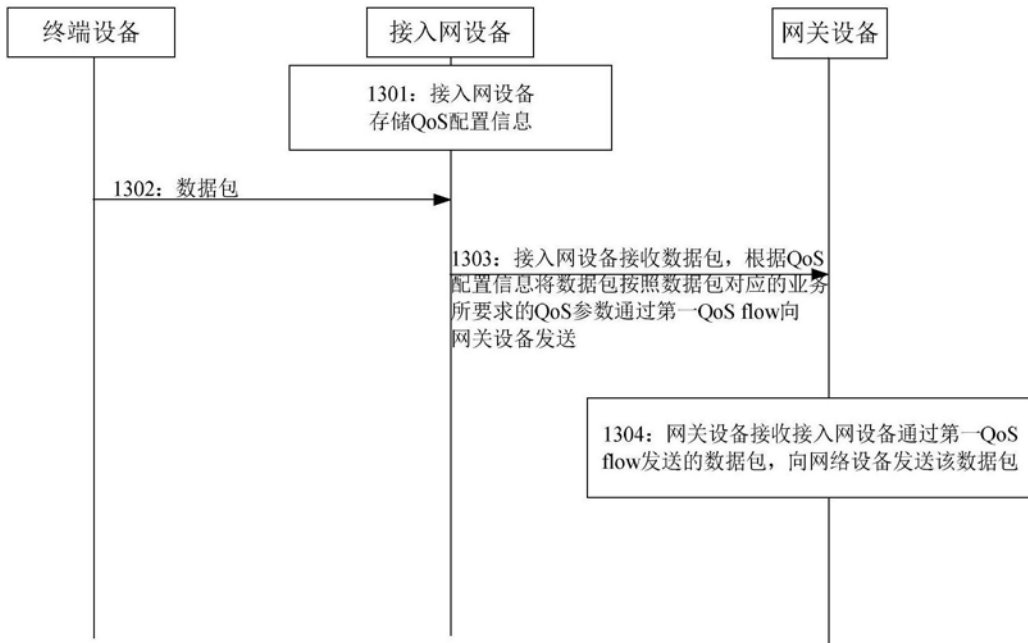 终端设备
接入网设备
网关设备
1301：接入网设备
存储QoS配置信息
1302：数据包
1303：接入网设备接收数据包，根据QoS
配置信息将数据包按照数据包对应的业务
所要求的QoS参数通过第一QoS flow向
网关设备发送
1304：网关设备接收接入网设备通过第一QoS
flow发送的数据包，向网络设备发送该数据包